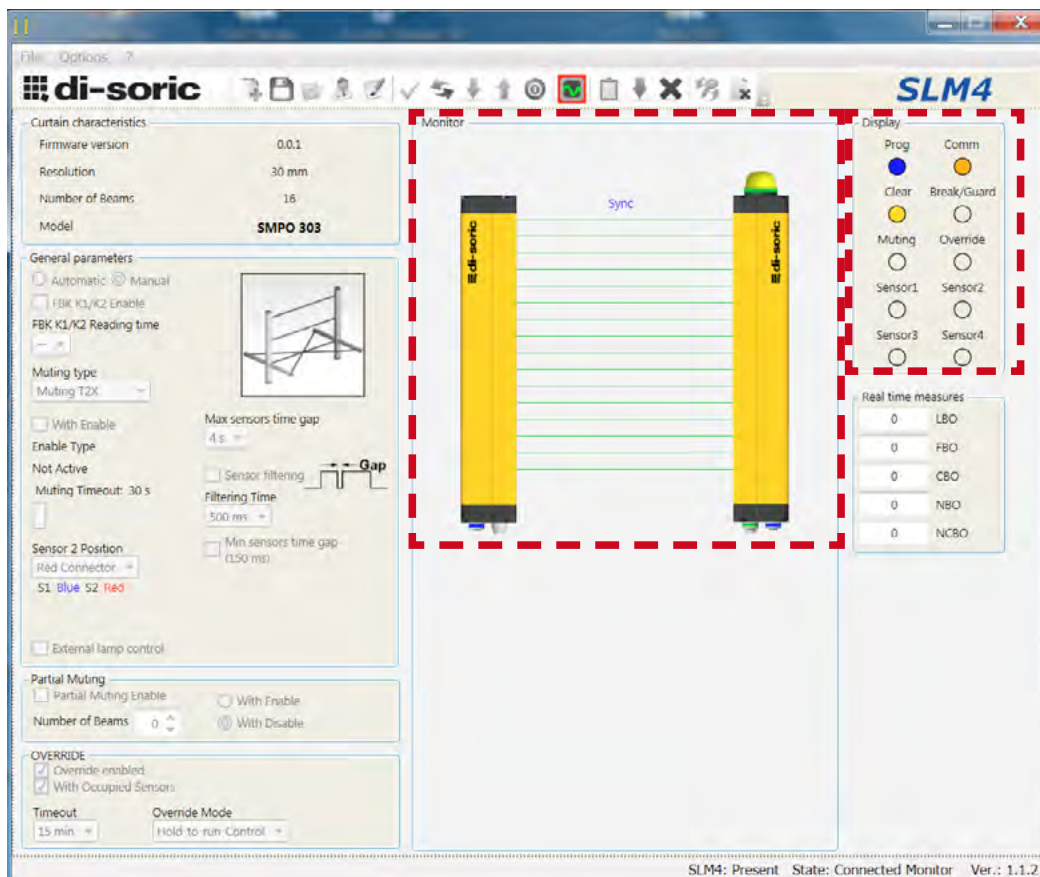 File Options ?
di-soric
SLM4
Curtain characteristics
Firmware version 0.0.1
Resolution 30 mm
Number of Beams 16
Model SMPO 303
General parameters
Automatic Manual
FBK K1/K2 Enable
FBK K1/K2 Reading time
Muting type
Muting T2X
With Enable
Enable Type
Not Active
Muting Timeout: 30 s
Max sensors time gap
4 s
Sensor filtering
Gap
Filtering Time
500 ms
Min sensors time gap
(150 ms)
Sensor 2 Position
Red Connector
S1 Blue S2 Red
External lamp control
Partial Muting
Partial Muting Enable
With Enable
Number of Beams 0
With Disable
OVERRIDE
Override enabled
With Occupied Sensors
Timeout Override Mode
15 min Hold to run Control
Monitor
Sync
di-soric
di-soric
Display
Prog Comm
Clear Break/Guard
Muting Override
Sensor1 Sensor2
Sensor3 Sensor4
Real time measures
0 LBO
0 FBO
0 CBO
0 NBO
0 NCBO
SLM4: Present State: Connected Monitor Ver.: 1.1.2